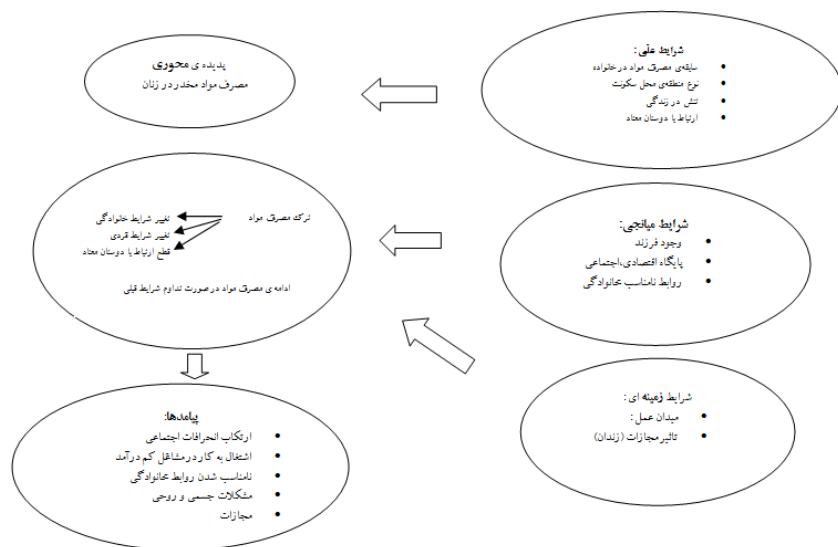 شرایط علّی:
سابقه‌ی مصرف مواد در خانواده
نوع منطقه‌ی محل سکونت
تنش در زندگی
ارتباط با دوستان معتاد
پدیده ی محوری
مصرف مواد مخدر در زنان
شرایط میانجی:
وجود فرزند
پایگاه اقتصادی،اجتماعی
روابط نامناسب خانوادگی
ترک مصرف مواد
تغییر شرایط خانوادگی
تغییر شرایط فردی
قطع ارتباط با دوستان معتاد
ادامه ی مصرف مواد در صورت تداوم شرایط قبلی
شرایط زمینه ای:
میدان عمل:
تاثیر مجازات (زندان)
پیامدها:
ارتکاب انحرافات اجتماعی
اشتغال به کار در مشاغل کم درآمد
نامناسب شدن روابط خانوادگی
مشکلات جسمی و روحی
مجازات